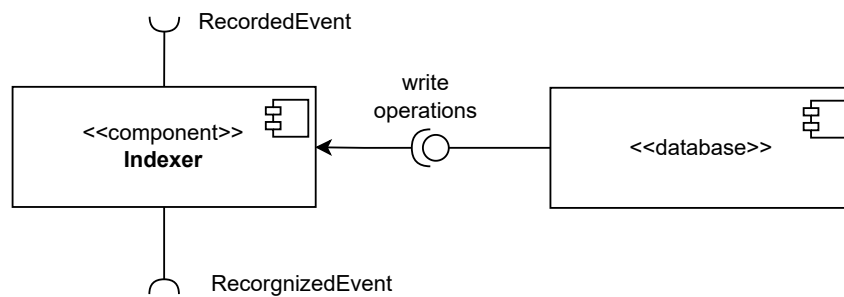 RecordedEvent
write
operations
<<component>>
Indexer
<<database>>
RecorgnizedEvent